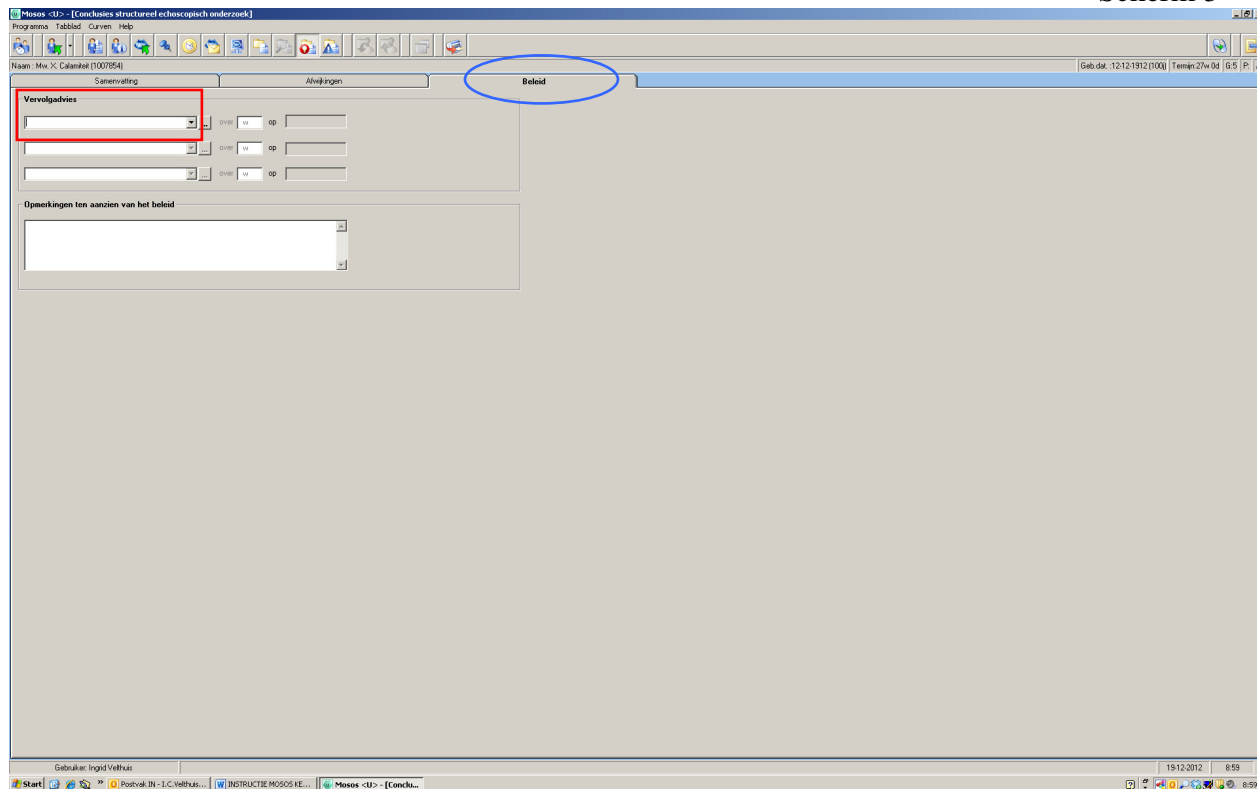 Mosos <U> - [Conclusies structureel echoscopisch onderzoek]
Programma Tabblad Curven Help
Naam : Mw. X. Calamiteit (1007854)
Geb.dat. :12-12-1912 (100j) Termijn:27w 0d G:5 P:
Samenvatting Afwijkingen Beleid
Vervolgadvies
... over w op
... over w op
... over w op
Opmerkingen ten aanzien van het beleid
Gebruiker: Ingrid Velthuis 19-12-2012 8:59
Start » Postvak IN - I.C.Velthuis... INSTRUCTIE MOSOS KE... Mosos <U> - [Conclu... 8:59